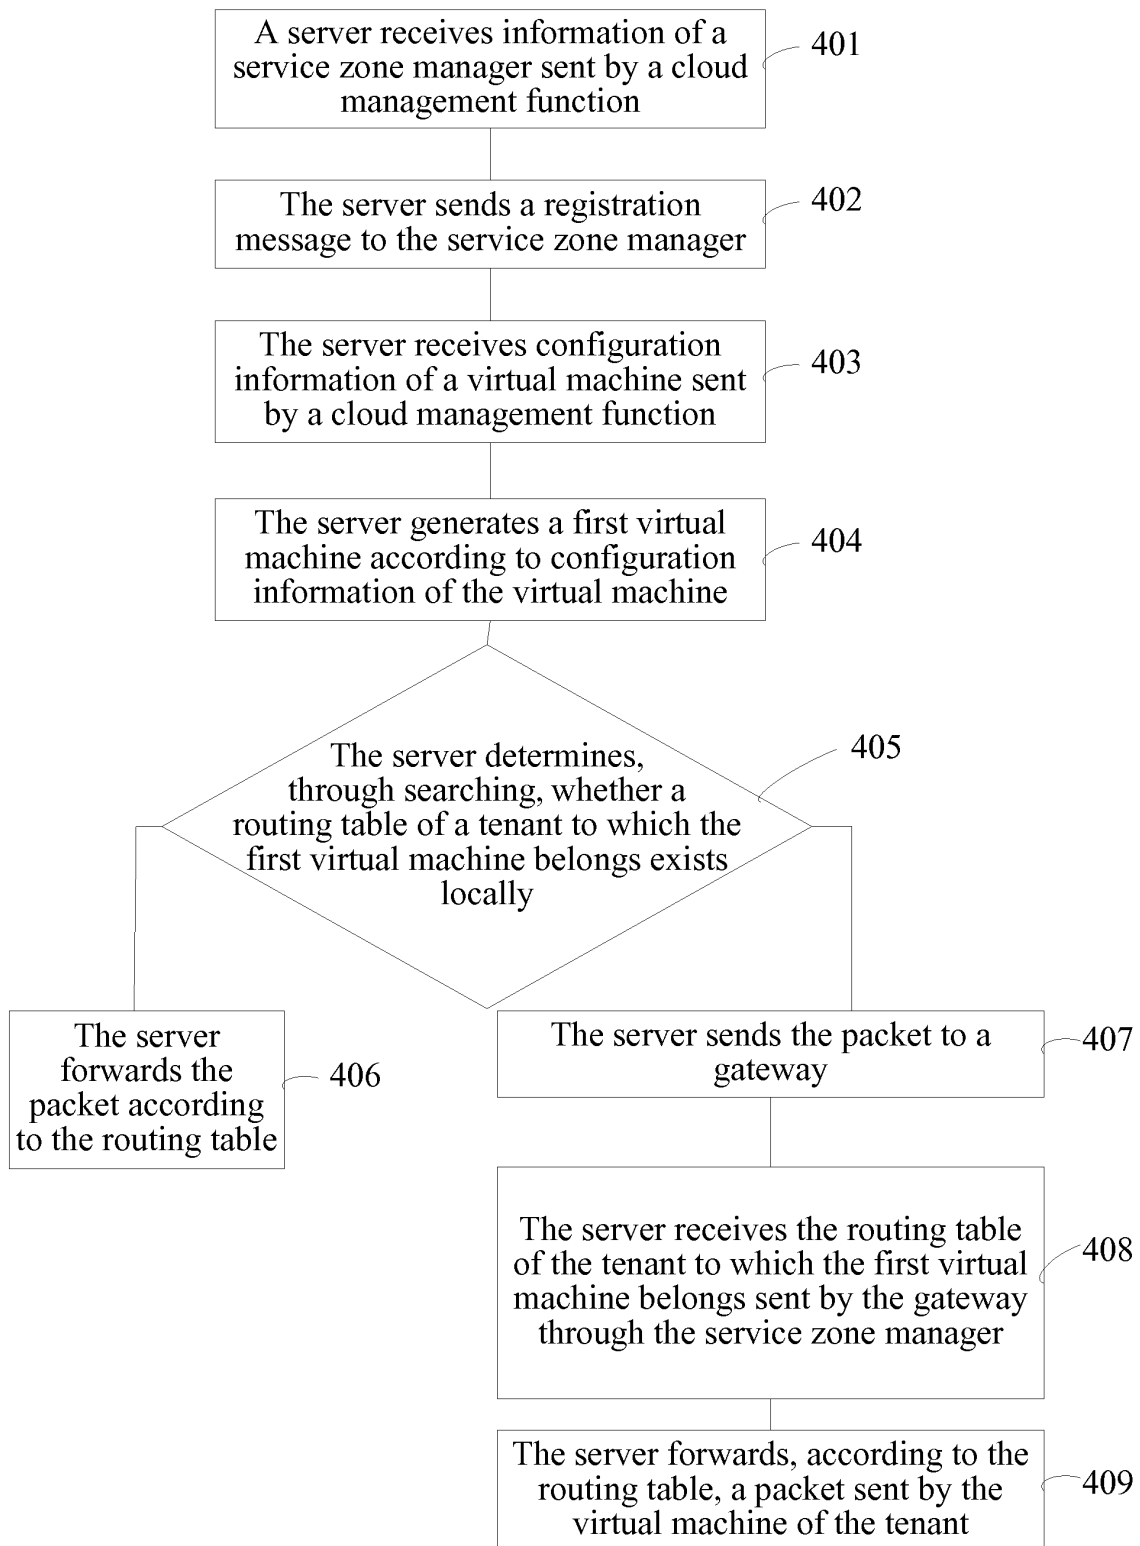 A server receives information of a
service zone manager sent by a cloud
management function
401
The server sends a registration
message to the service zone manager
402
The server receives configuration
information of a virtual machine sent
by a cloud management function
403
The server generates a first virtual
machine according to configuration
information of the virtual machine
404
The server determines,
through searching, whether a
routing table of a tenant to which the
first virtual machine belongs exists
locally
405
The server
forwards the
packet according
to the routing table
406
The server sends the packet to a
gateway
407
The server receives the routing table
of the tenant to which the first virtual
machine belongs sent by the gateway
through the service zone manager
408
The server forwards, according to the
routing table, a packet sent by the
virtual machine of the tenant
409